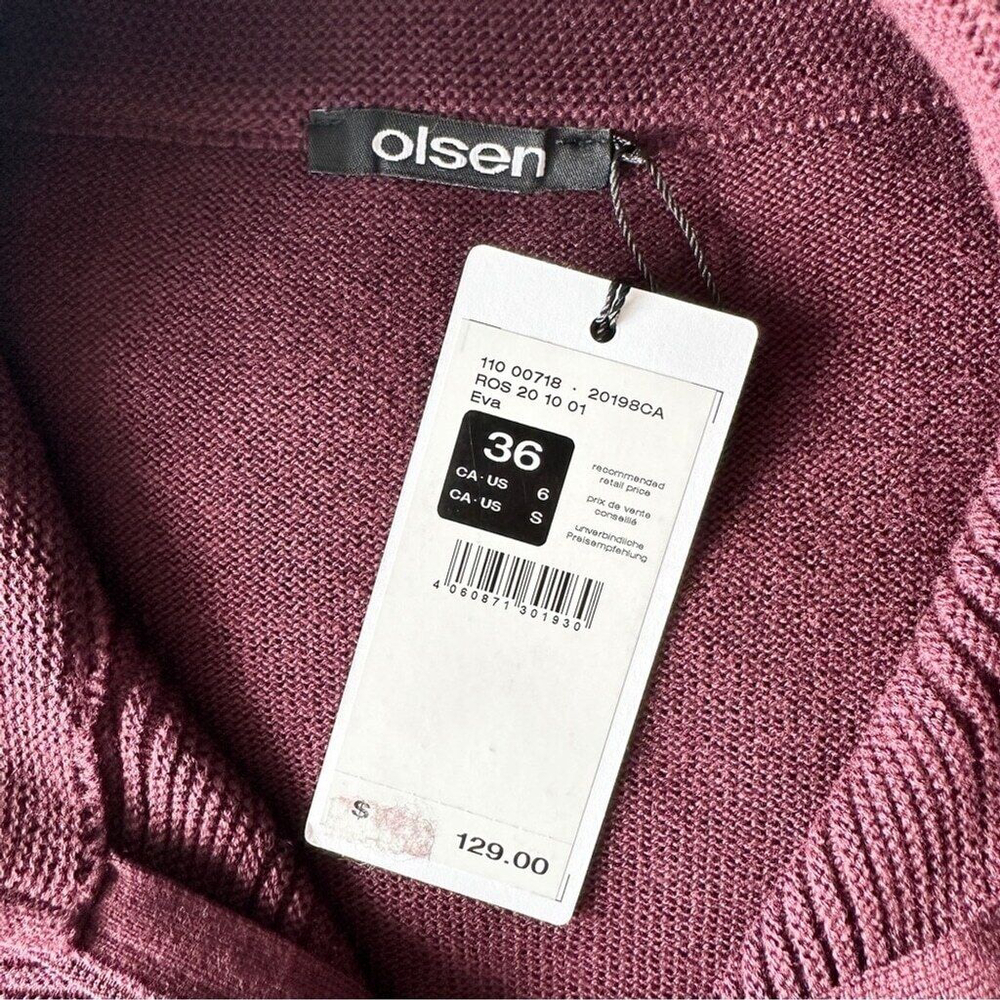 olsen
110 00718 . 20198CA
ROS 20 10 01
Eva
36
CA·US 6
CA·US S
recommended
retail price
prix de vente
conseillé
unverbindliche
Preisempfehlung
4 060871 301930
$ 129.00